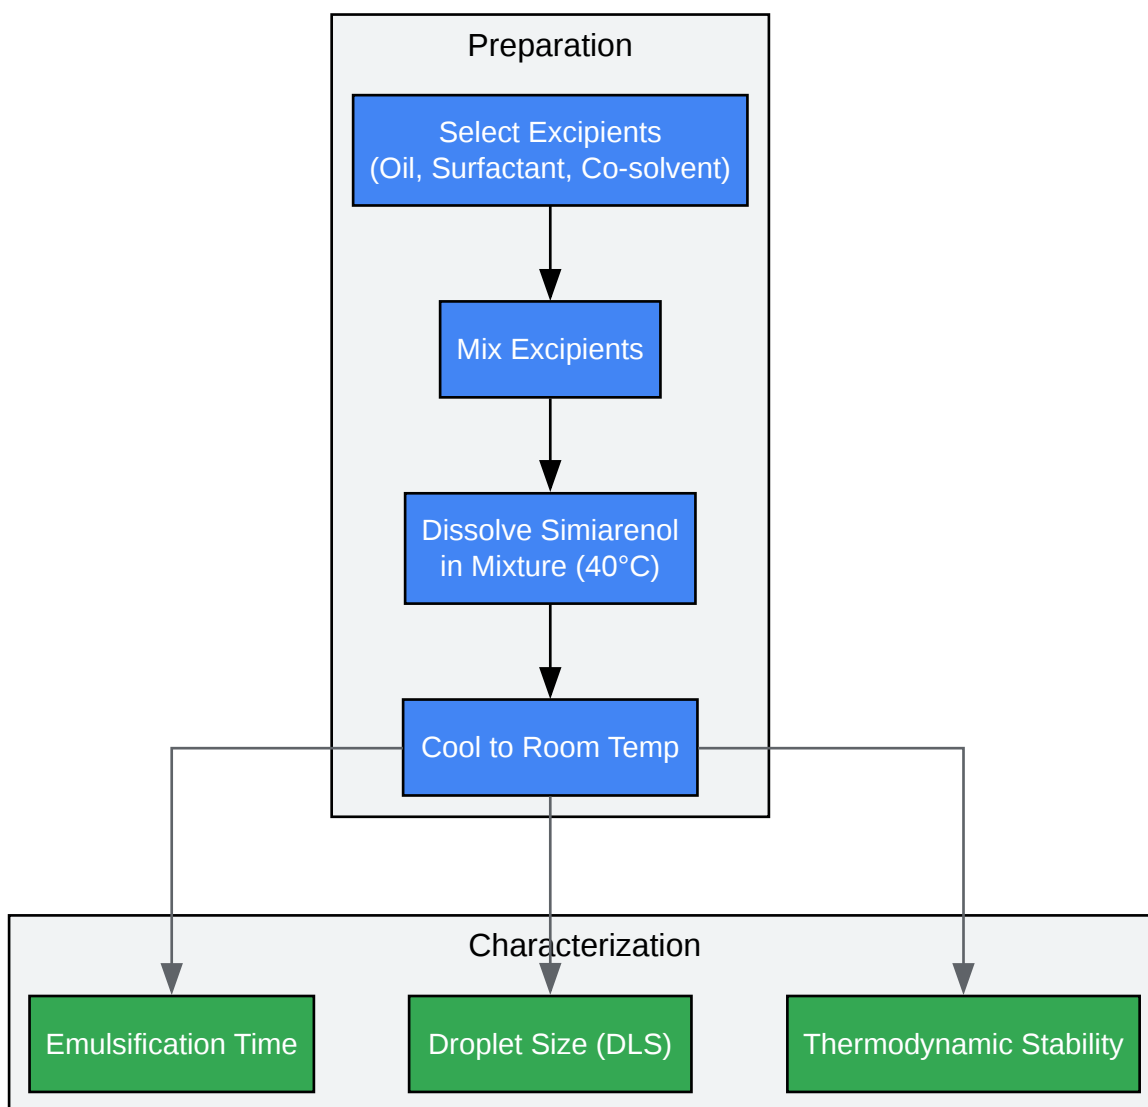 Preparation
Select Excipients
(Oil, Surfactant, Co-solvent)
Mix Excipients
Dissolve Simiarenol
in Mixture (40°C)
Cool to Room Temp
Characterization
Emulsification Time
Droplet Size (DLS)
Thermodynamic Stability